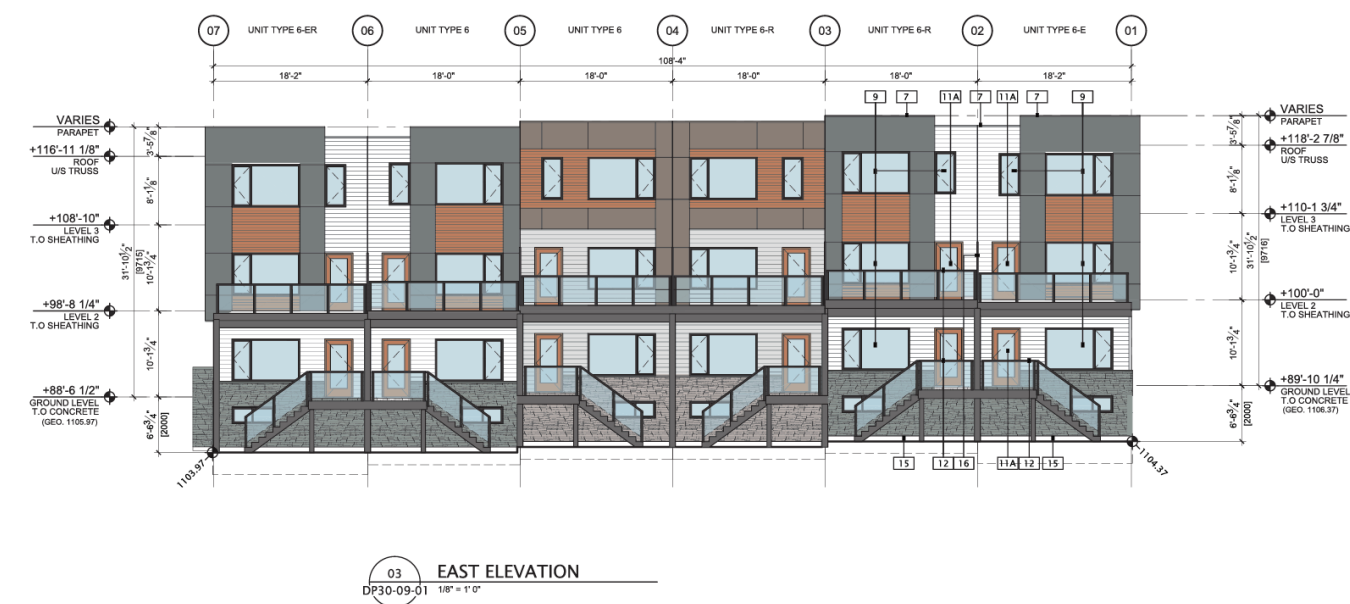 07 UNIT TYPE 6-ER 06 UNIT TYPE 6 05 UNIT TYPE 6 04 UNIT TYPE 6-R 03 UNIT TYPE 6-R 02 UNIT TYPE 6-E 01
108'-4"
18'-2" 18'-0" 18'-0" 18'-0" 18'-0" 18'-2"
9 7 11A 7 11A 7 9
VARIES
PARAPET
+116'-11 1/8"
ROOF
U/S TRUSS
+108'-10"
LEVEL 3
T.O SHEATHING
+98'-8 1/4"
LEVEL 2
T.O SHEATHING
+88'-6 1/2"
GROUND LEVEL
T.O CONCRETE
(GEO. 1105.97)
3'-5 7/8"
8'-1 1/8"
10'-1 3/4"
10'-1 3/4"
6'-6 3/4"
[2000]
31'-10 1/2"
[9715]
1103.97
VARIES
PARAPET
+118'-2 7/8"
ROOF
U/S TRUSS
+110-1 3/4"
LEVEL 3
T.O SHEATHING
+100'-0"
LEVEL 2
T.O SHEATHING
+89'-10 1/4"
GROUND LEVEL
T.O CONCRETE
(GEO. 1106.37)
3'-5 7/8"
8'-1 1/8"
10'-1 3/4"
10'-1 3/4"
6'-6 3/4"
[2000]
31'-10 1/2"
[9716]
1104.37
15 12 16 11A 12 15
03 EAST ELEVATION
DP30-09-01 1/8" = 1' 0"